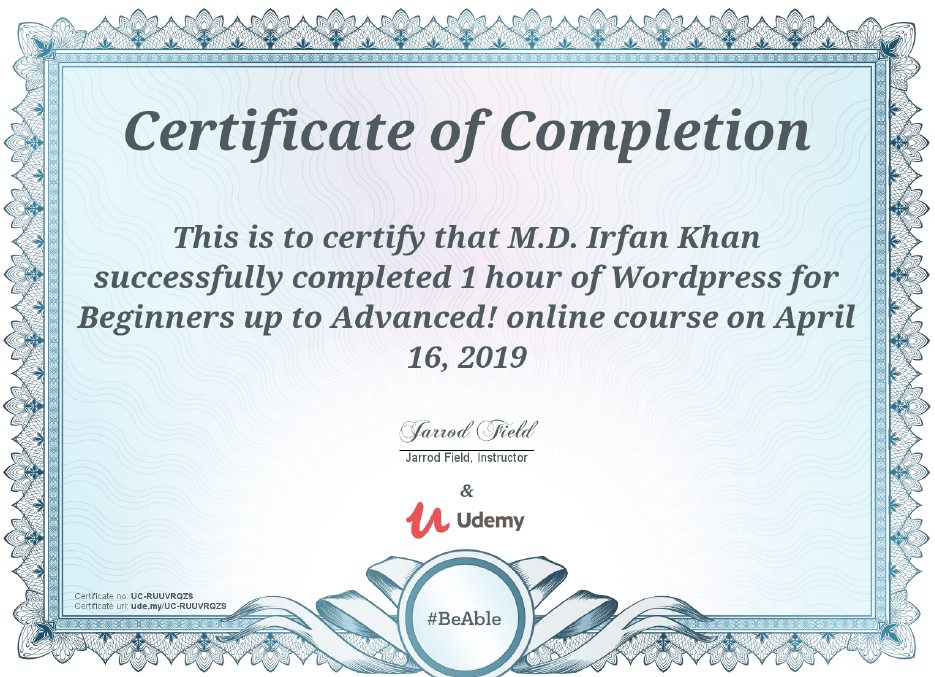 Certificate of Completion
This is to certify that M.D. Irfan Khan
successfully completed 1 hour of Wordpress for
Beginners up to Advanced! online course on April
16, 2019
Jarrod Field
Jarrod Field, Instructor
&
Udemy
Certificate no: UC-RUUVRQZS
Certificate url: ude.my/UC-RUUVRQZS
#BeAble